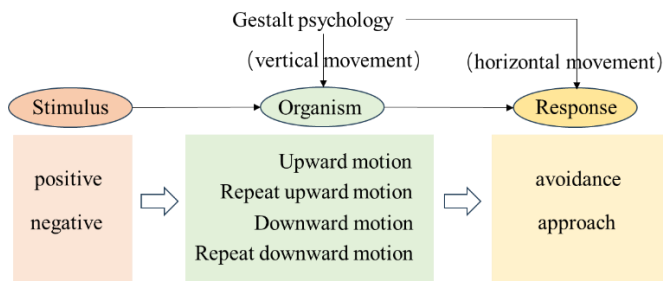 Gestalt psychology
(vertical movement)
(horizontal movement)
Stimulus
Organism
Response
positive
negative
Upward motion
Repeat upward motion
Downward motion
Repeat downward motion
avoidance
approach